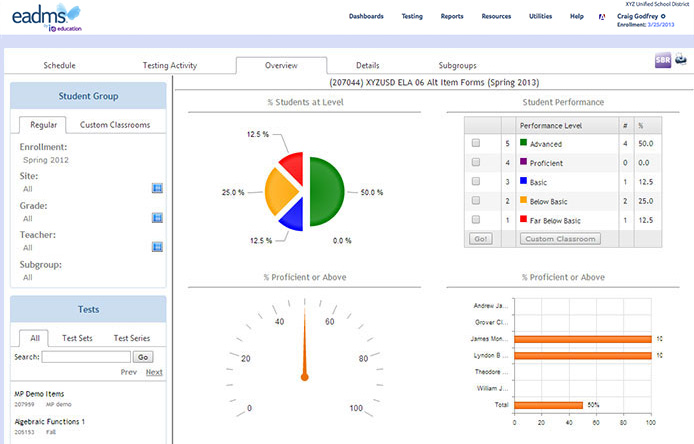 XYZ Unified School District
eadms
by io education
Dashboards Testing Reports Resources Utilities Help Craig Godfrey
Enrollment: 3/25/2013
Schedule Testing Activity Overview Details Subgroups
SBR
(207044) XYZUSD ELA 06 Alt Item Forms (Spring 2013)
Student Group
Regular Custom Classrooms
Enrollment:
Spring 2012
Site:
All
Grade:
All
Teacher:
All
Subgroup:
All
Tests
All Test Sets Test Series
Search: Go
Prev Next
MP Demo Items
207959 MP demo
Algebraic Functions 1
205153 Fall
% Students at Level
12.5 %
25.0 %
50.0 %
12.5 %
0.0 %
Student Performance
Performance Level # %
5 Advanced 4 50.0
4 Proficient 0 0.0
3 Basic 1 12.5
2 Below Basic 2 25.0
1 Far Below Basic 1 12.5
Go! Custom Classroom
% Proficient or Above
40 60
20 80
0 100
% Proficient or Above
Andrew Ja...
Grover Cl...
James Mon... 10
Lyndon B ... 10
Theodore ...
William J...
Total 50%
0 20 40 60 80 100